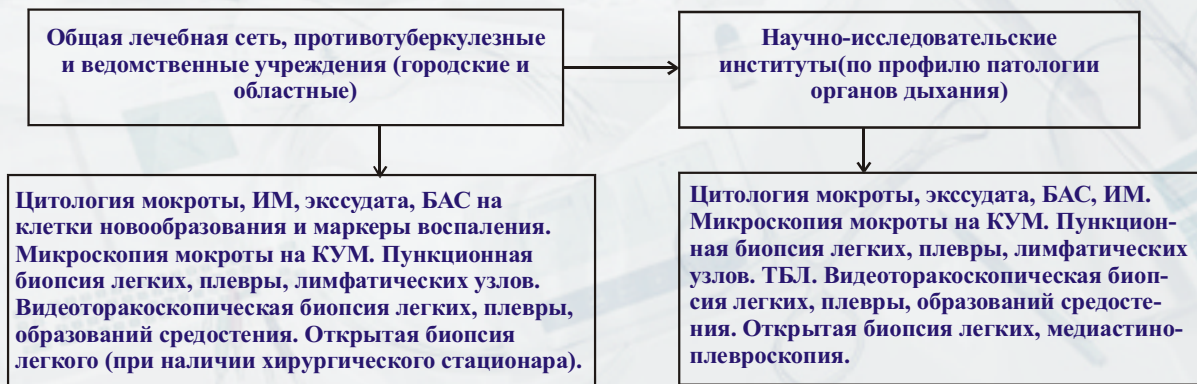 Общая лечебная сеть, противотуберкулезные
и ведомственные учреждения (городские и
областные)
Научно-исследовательские
институты(по профилю патологии
органов дыхания)
Цитология мокроты, ИМ, экссудата, БАС на
клетки новообразования и маркеры воспаления.
Микроскопия мокроты на КУМ. Пункционная
биопсия легких, плевры, лимфатических узлов.
Видеоторакоскопическая биопсия легких, плевры,
образований средостения. Открытая биопсия
легкого (при наличии хирургического стационара).
Цитология мокроты, экссудата, БАС, ИМ.
Микроскопия мокроты на КУМ. Пункцион-
ная биопсия легких, плевры, лимфатических
узлов. ТБЛ. Видеоторакоскопическая биоп-
сия легких, плевры, образований средосте-
ния. Открытая биопсия легких, медиастино-
плевроскопия.